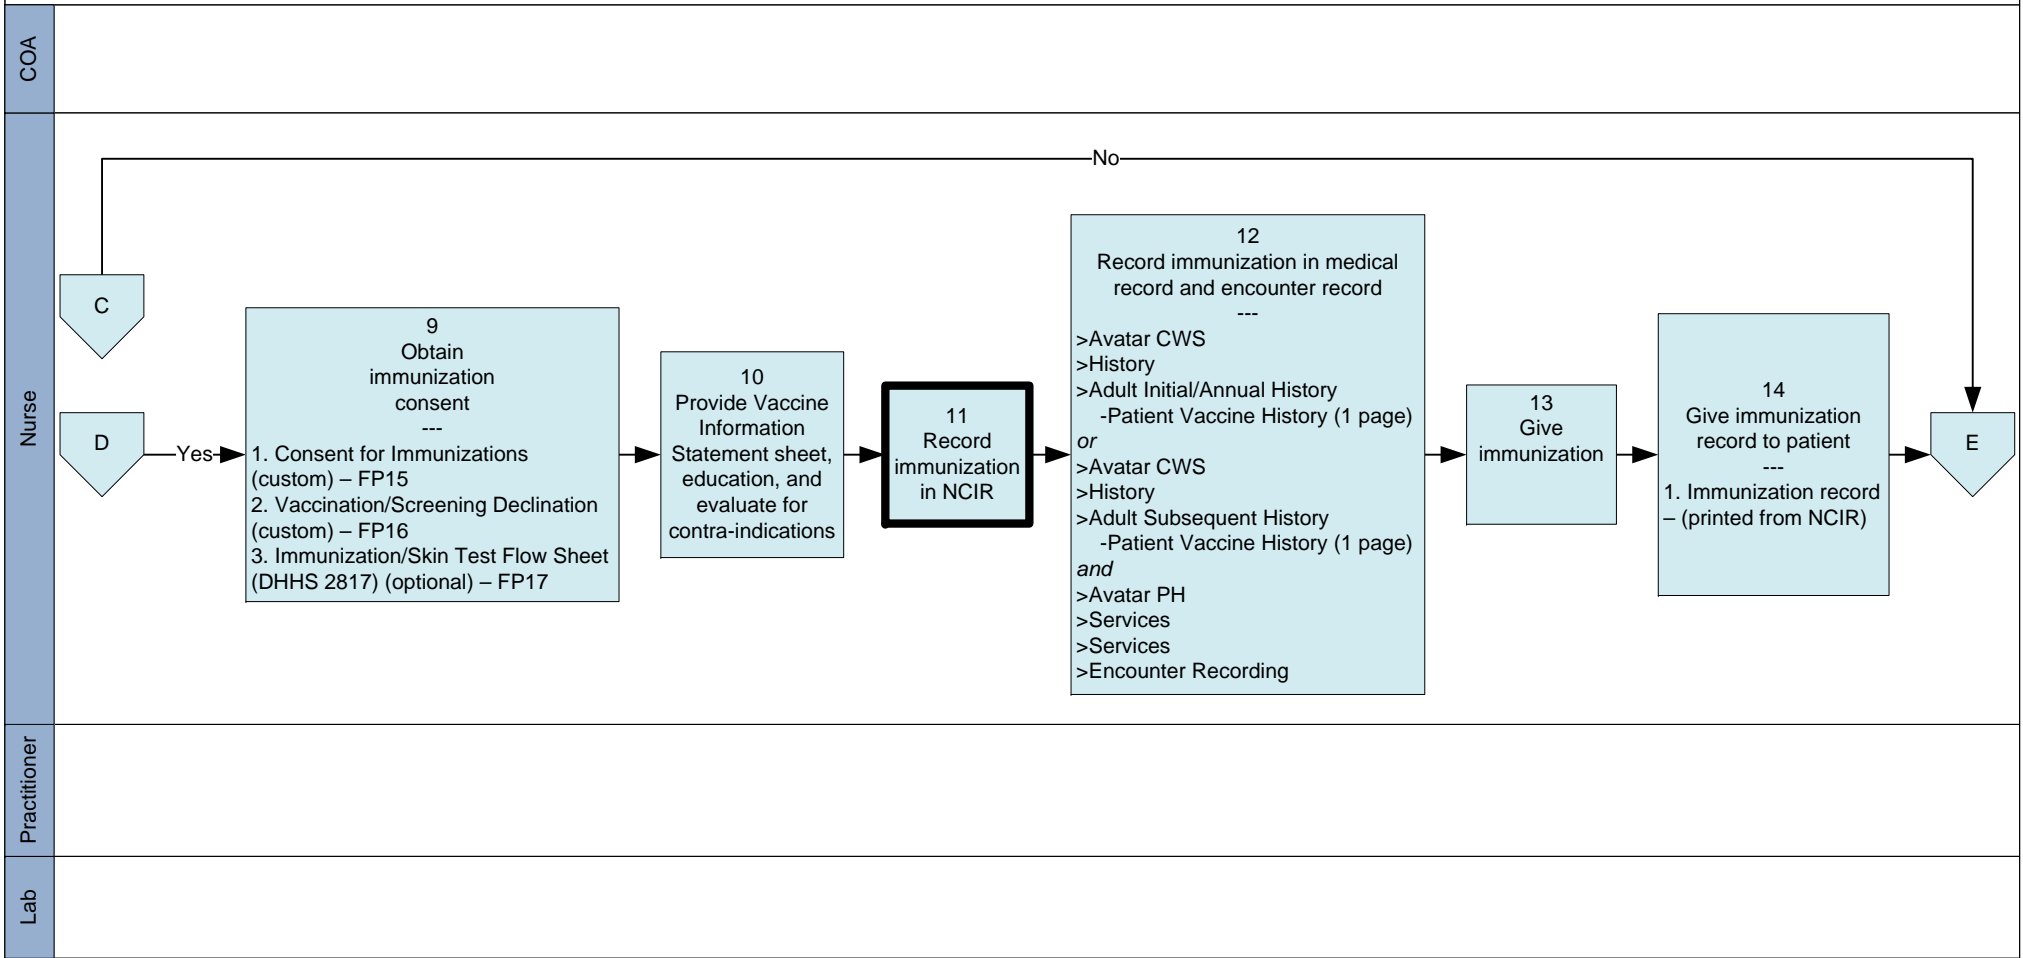 COA
Nurse
No
C
D
Yes
9
Obtain
immunization
consent
---
1. Consent for Immunizations
(custom) – FP15
2. Vaccination/Screening Declination
(custom) – FP16
3. Immunization/Skin Test Flow Sheet
(DHHS 2817) (optional) – FP17
10
Provide Vaccine
Information
Statement sheet,
education, and
evaluate for
contra-indications
11
Record
immunization
in NCIR
12
Record immunization in medical
record and encounter record
---
>Avatar CWS
>History
>Adult Initial/Annual History
-Patient Vaccine History (1 page)
or
>Avatar CWS
>History
>Adult Subsequent History
-Patient Vaccine History (1 page)
and
>Avatar PH
>Services
>Services
>Encounter Recording
13
Give
immunization
14
Give immunization
record to patient
---
1. Immunization record
– (printed from NCIR)
E
Practitioner
Lab